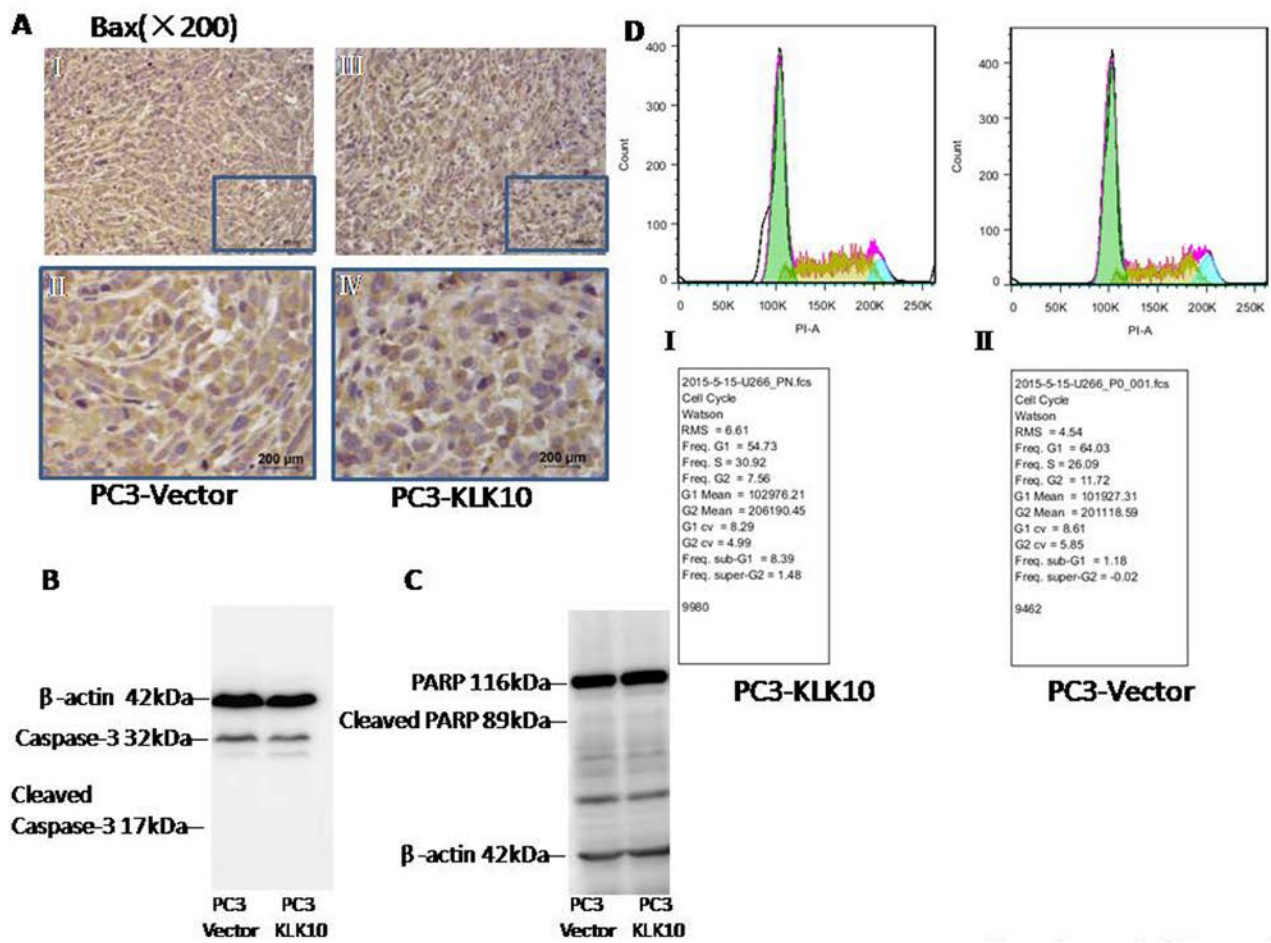 A
Bax(×200)
I
III
II
IV
200 μm
200 μm
PC3-Vector
PC3-KLK10
B
β-actin 42kDa
Caspase-3 32kDa
Cleaved
Caspase-3 17kDa
PC3 PC3
Vector KLK10
C
PARP 116kDa
Cleaved PARP 89kDa
β-actin 42kDa
PC3 PC3
Vector KLK10
D
400
300
200
100
0
Count
0 50K 100K 150K 200K 250K
PI-A
400
300
200
100
0
Count
0 50K 100K 150K 200K 250K
PI-A
I
2015-5-15-U266_PN.fcs
Cell Cycle
Watson
RMS = 6.61
Freq. G1 = 54.73
Freq. S = 30.92
Freq. G2 = 7.56
G1 Mean = 102976.21
G2 Mean = 206190.45
G1 cv = 8.29
G2 cv = 4.99
Freq. sub-G1 = 8.39
Freq. super-G2 = 1.48
9980
PC3-KLK10
II
2015-5-15-U266_P0_001.fcs
Cell Cycle
Watson
RMS = 4.54
Freq. G1 = 64.03
Freq. S = 26.09
Freq. G2 = 11.72
G1 Mean = 101927.31
G2 Mean = 201118.59
G1 cv = 8.61
G2 cv = 5.85
Freq. sub-G1 = 1.18
Freq. super-G2 = -0.02
9462
PC3-Vector